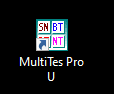 SN BT
NT
MultiTes Pro
U